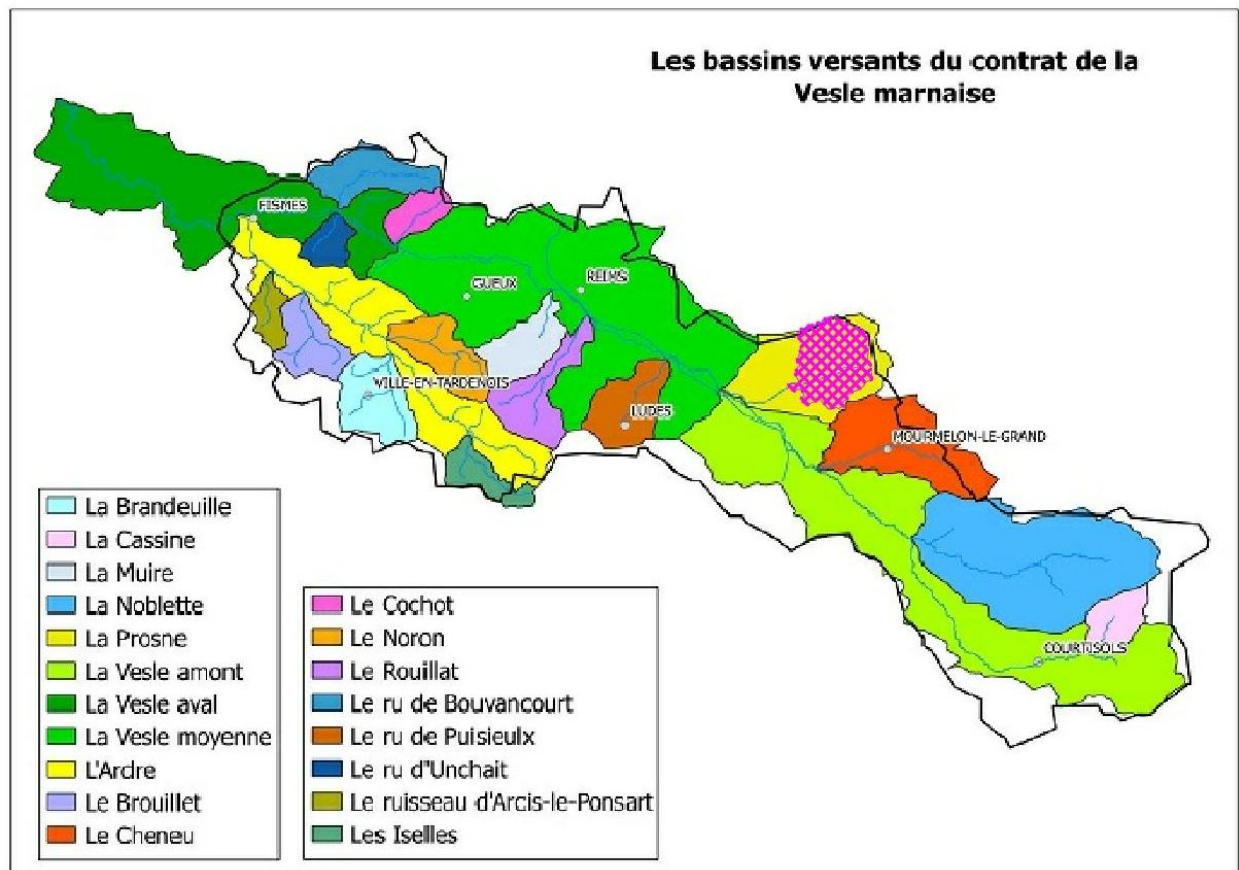 Les bassins versants du contrat de la
Vesle marnaise
FISMES
GUEUX
REIMS
VILLE-EN-TARDENOIS
LUDES
MOURMELON-LE-GRAND
COURTISOLS
La Brandeuille
La Cassine
La Muire
La Noblette
La Prosne
La Vesle amont
La Vesle aval
La Vesle moyenne
L'Ardre
Le Brouillet
Le Cheneu
Le Cochot
Le Noron
Le Rouillat
Le ru de Bouvancourt
Le ru de Puisieulx
Le ru d"Unchait
Le ruisseau d'Arcis-le-Ponsart
Les Iselles